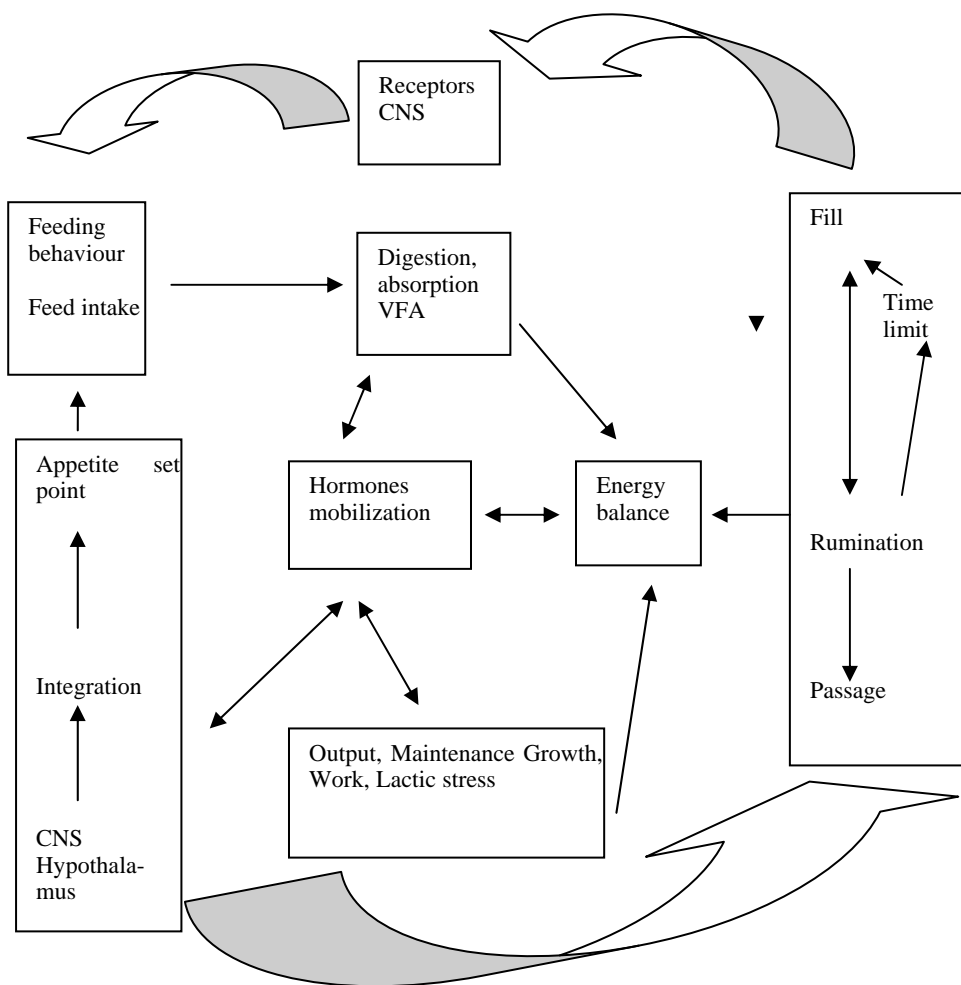 Receptors
CNS
Feeding
behaviour
Feed intake
Digestion,
absorption
VFA
Fill
Time
limit
Appetite set
point
Hormones
mobilization
Energy
balance
Rumination
Integration
Passage
Output, Maintenance Growth,
Work, Lactic stress
CNS
Hypothala-
mus